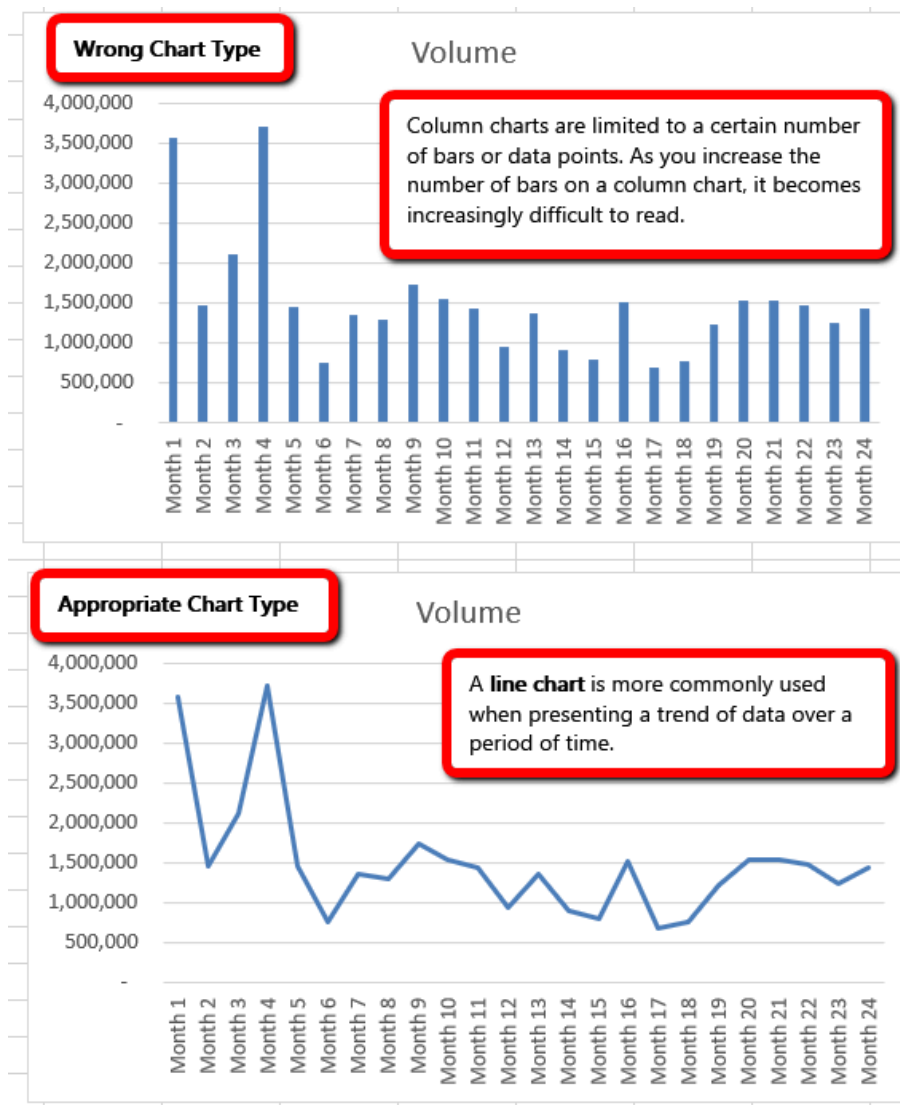 Wrong Chart Type
Volume
4,000,000
3,500,000
3,000,000
2,500,000
2,000,000
1,500,000
1,000,000
500,000
-
Column charts are limited to a certain number
of bars or data points. As you increase the
number of bars on a column chart, it becomes
increasingly difficult to read.
Month 1
Month 2
Month 3
Month 4
Month 5
Month 6
Month 7
Month 8
Month 9
Month 10
Month 11
Month 12
Month 13
Month 14
Month 15
Month 16
Month 17
Month 18
Month 19
Month 20
Month 21
Month 22
Month 23
Month 24
Appropriate Chart Type
Volume
4,000,000
3,500,000
3,000,000
2,500,000
2,000,000
1,500,000
1,000,000
500,000
-
A line chart is more commonly used
when presenting a trend of data over a
period of time.
Month 1
Month 2
Month 3
Month 4
Month 5
Month 6
Month 7
Month 8
Month 9
Month 10
Month 11
Month 12
Month 13
Month 14
Month 15
Month 16
Month 17
Month 18
Month 19
Month 20
Month 21
Month 22
Month 23
Month 24